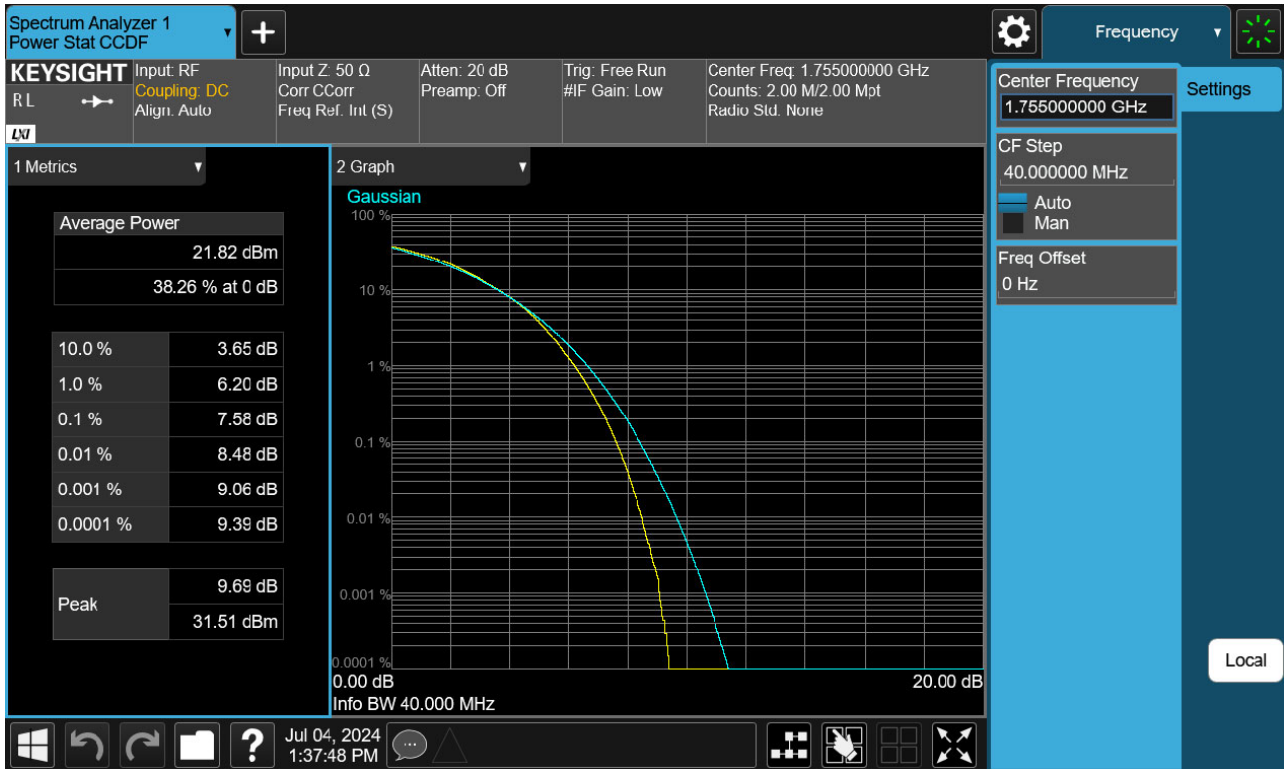 Spectrum Analyzer 1
Power Stat CCDF
+
Frequency
KEYSIGHT
R L
LXI
Input: RF
Coupling: DC
Align: Auto
Input Z: 50 Ω
Corr CCorr
Freq Ref: Int (S)
Atten: 20 dB
Preamp: Off
Trig: Free Run
#IF Gain: Low
Center Freq: 1.755000000 GHz
Counts: 2.00 M/2.00 Mpt
Radio Std: None
1 Metrics
Average Power
21.82 dBm
38.26 % at 0 dB
10.0 % 3.65 dB
1.0 % 6.20 dB
0.1 % 7.58 dB
0.01 % 8.48 dB
0.001 % 9.06 dB
0.0001 % 9.39 dB
Peak
9.69 dB
31.51 dBm
2 Graph
Gaussian
100 %
10 %
1 %
0.1 %
0.01 %
0.001 %
0.0001 %
0.00 dB 20.00 dB
Info BW 40.000 MHz
Center Frequency
1.755000000 GHz
CF Step
40.000000 MHz
Auto
Man
Freq Offset
0 Hz
Settings
Local
?
Jul 04, 2024
1:37:48 PM